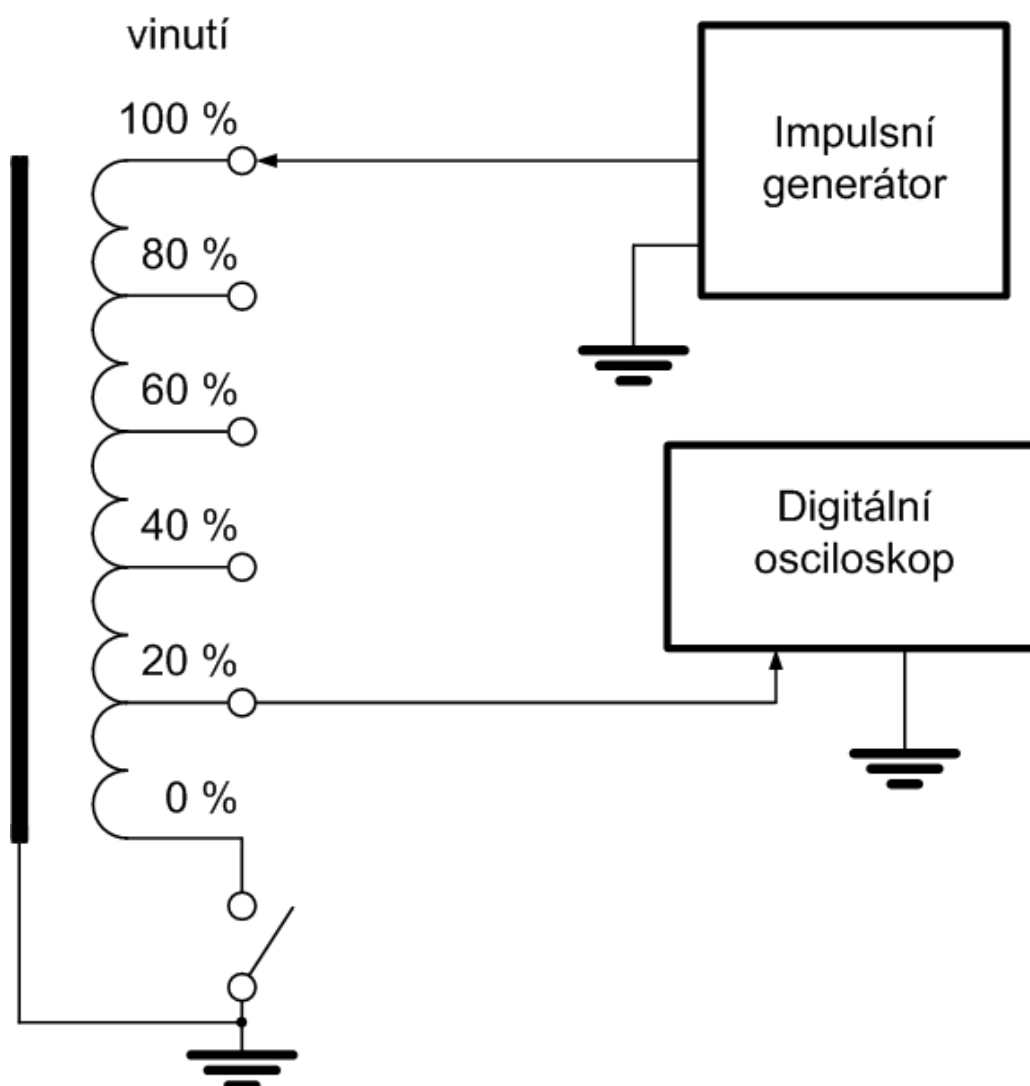 vinutí
100 %
80 %
60 %
40 %
20 %
0 %
Impulsní
generátor
Digitální
osciloskop